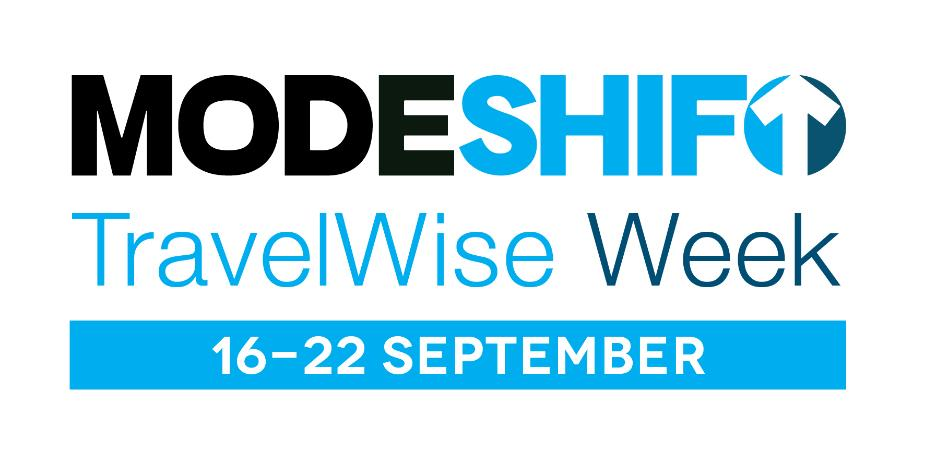 MODESHIFT
TravelWise Week
16–22 SEPTEMBER